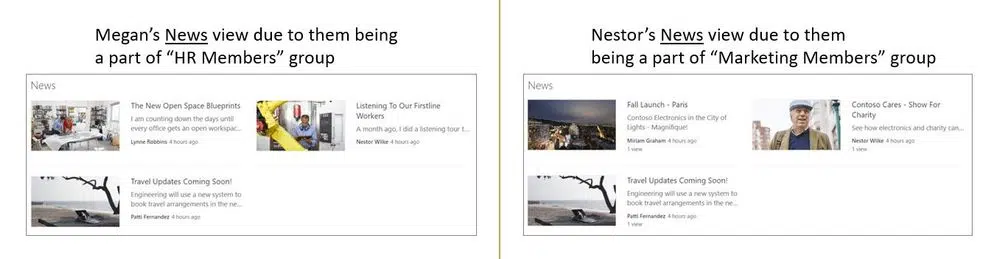 Megan's News view due to them being
a part of "HR Members" group
News
The New Open Space Blueprints
I am counting down the days until
every office gets an open workspac...
Lynne Robbins 4 hours ago
Listening To Our Firstline
Workers
A month ago, I did a listening tour t...
Nestor Wilke 4 hours ago
Travel Updates Coming Soon!
Engineering will use a new system to
book travel arrangements in the ne...
Patti Fernandez 4 hours ago
Nestor's News view due to them
being a part of "Marketing Members" group
News
Fall Launch - Paris
Contoso Electronics in the City of
Lights - Magnifique!
Miriam Graham 4 hours ago
1 view
Contoso Cares - Show For
Charity
See how electronics and charity can...
Nestor Wilke 4 hours ago
1 view
Travel Updates Coming Soon!
Engineering will use a new system to
book travel arrangements in the ne...
Patti Fernandez 4 hours ago
1 view